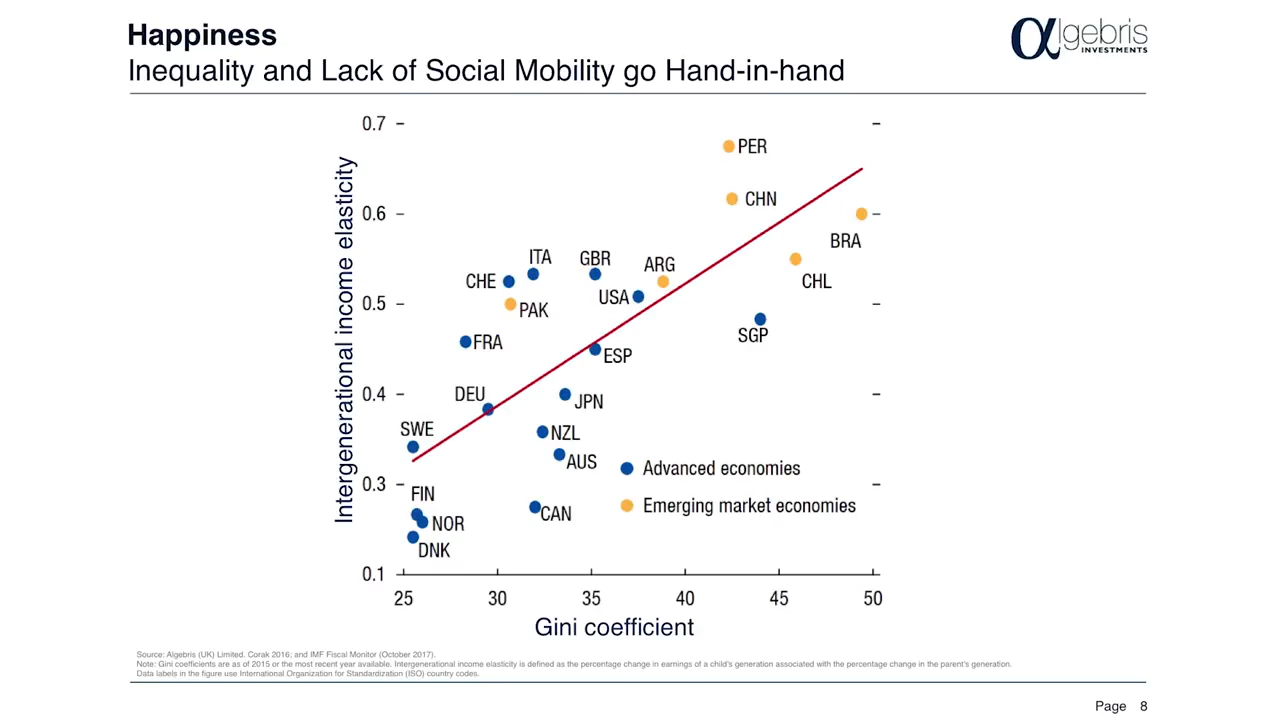 Happiness
Inequality and Lack of Social Mobility go Hand-in-hand
αlgebris
INVESTMENTS
Intergenerational income elasticity
0.7
0.6
0.5
0.4
0.3
0.1
PER
CHN
BRA
ITA
GBR
ARG
CHE
USA
CHL
PAK
SGP
FRA
ESP
DEU
JPN
SWE
NZL
AUS
FIN
CAN
NOR
DNK
Advanced economies
Emerging market economies
25 30 35 40 45 50
Gini coefficient
Source: Algebris (UK) Limited. Corak 2016; and IMF Fiscal Monitor (October 2017).
Note: Gini coefficients are as of 2015 or the most recent year available. Intergenerational income elasticity is defined as the percentage change in earnings of a child's generation associated with the percentage change in the parent's generation.
Data labels in the figure use International Organization for Standardization (ISO) country codes.
Page 8